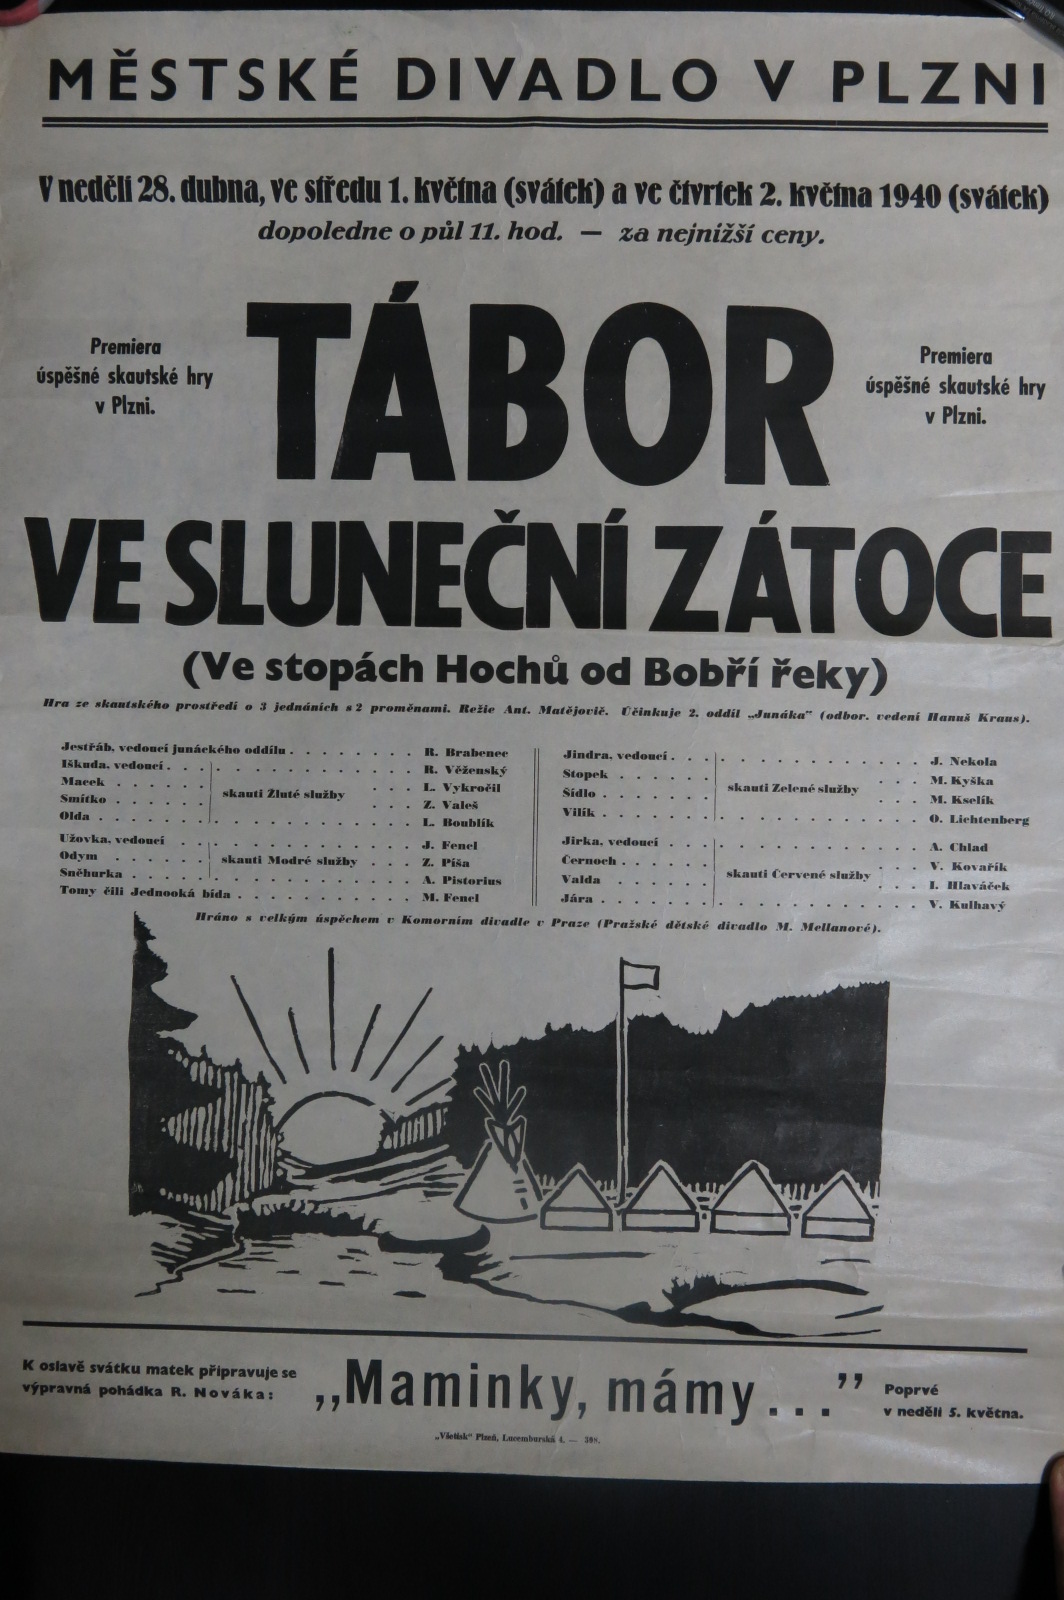 MĚSTSKÉ DIVADLO V PLZNI
V neděli 28. dubna, ve středu 1. května (svátek) a ve čtvrtek 2. května 1940 (svátek)
dopoledne o půl 11. hod. — za nejnižší ceny.
Premiera
úspěšné skautské hry
v Plzni.
TÁBOR
Premiera
úspěšné skautské hry
v Plzni.
VE SLUNEČNÍ ZÁTOCE
(Ve stopách Hochů od Bobří řeky)
Hra ze skautského prostředí o 3 jednáních s 2 proměnami. Režie Ant. Matějovič. Účinkuje 2. oddíl „Junáka" (odbor. vedení Hanuš Kraus).
Jestřáb, vedoucí junáckého oddílu . . . . . . . . R. Brabenec
Iškuda, vedoucí . . . . . . . . . . . . . R. Věženský
Macek . . . . . . . . . L. Vykročil
skauti Žluté služby
Smítko . . . . . . . . . Z. Valeš
Olda . . . . . . . . . . . . . . . . L. Boublík
Užovka, vedoucí . . . . . . . . . . . . . J. Fencl
Odym . . . . . . skauti Modré služby . . . Z. Píša
Sněhurka . . . . . . . . . . . . . . . A. Pistorius
Tomy čili Jednooká bída . . . . . . . . . . . M. Fencl
Jindra, vedoucí . . . . . . . . . . . . . J. Nekola
Stopek . . . . . . . . . M. Kyška
skauti Zelené služby
Šídlo . . . . . . . . . . M. Kselík
Vilík . . . . . . . . . . . . . . . . O. Lichtenberg
Jirka, vedoucí . . . . . . . . . . . . . A. Chlad
Černoch . . . . . . . . . V. Kovařík
skauti Červené služby
Valda . . . . . . . . . I. Hlaváček
Jára . . . . . . . . . . . . . . . . V. Kulhavý
Hráno s velkým úspěchem v Komorním divadle v Praze (Pražské dětské divadlo M. Mellanové).
K oslavě svátku matek připravuje se
výpravná pohádka R. Nováka:
„Maminky, mámy . . . ”
Poprvé
v neděli 5. května.
„Všetisk" Plzeň, Lucemburská 4. — 398.